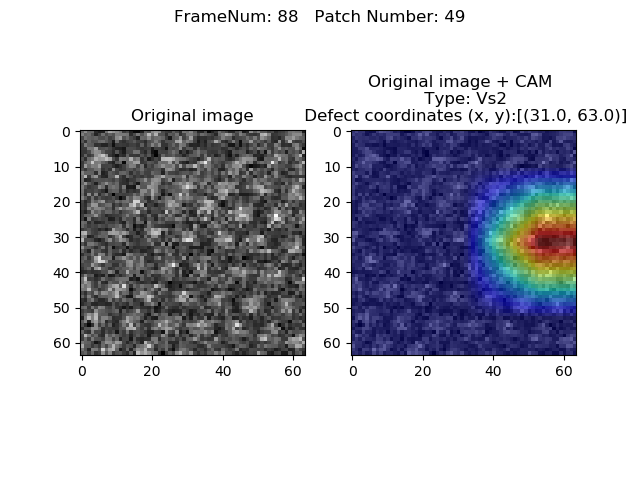 FrameNum: 88   Patch Number: 49
Original image
Original image + CAM
Type: Vs2
Defect coordinates (x, y):[(31.0, 63.0)]
0
10
20
30
40
50
60
0 20 40 60
0
10
20
30
40
50
60
0 20 40 60